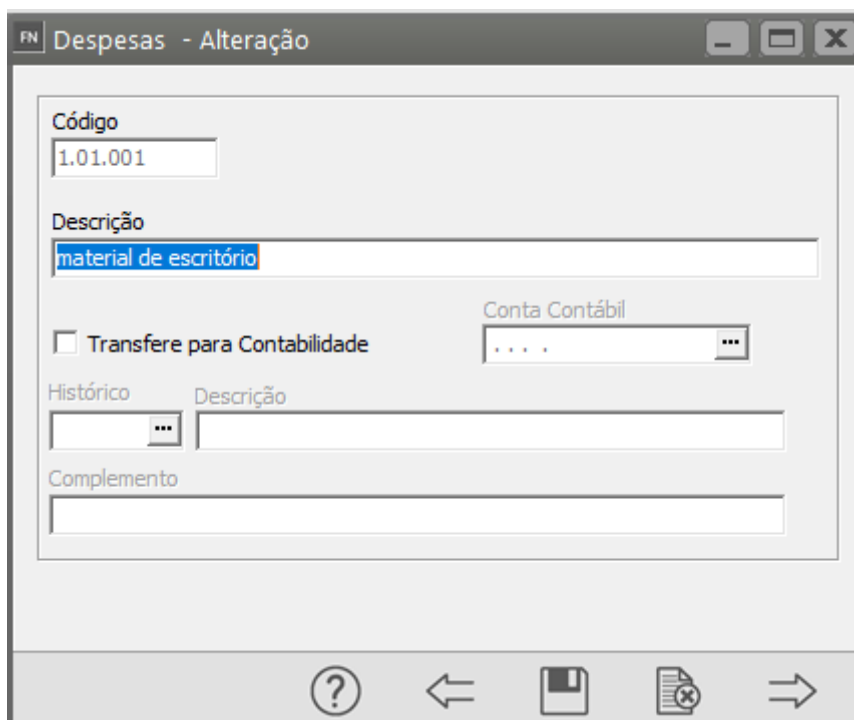 FN Despesas - Alteração
Código
1.01.001
Descrição
material de escritório
Transfere para Contabilidade
Conta Contábil
. . . .
...
Histórico
Descrição
...
Complemento
?